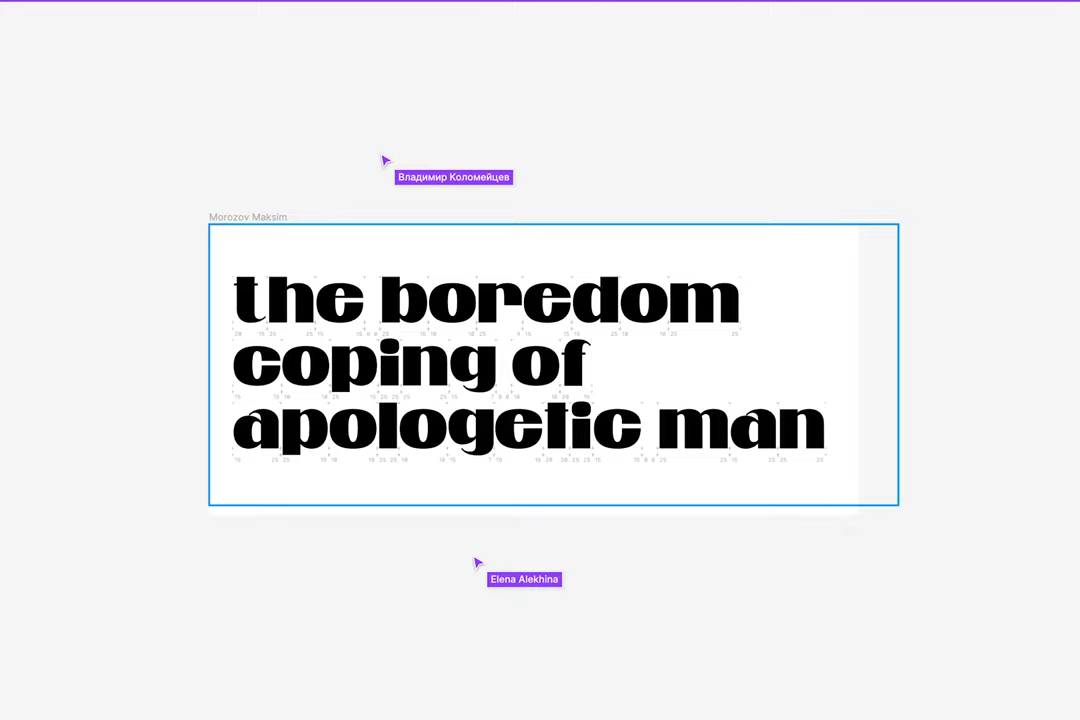 Владимир Коломейцев
Morozov Maksim
the boredom
coping of
apologetic man
Elena Alekhina